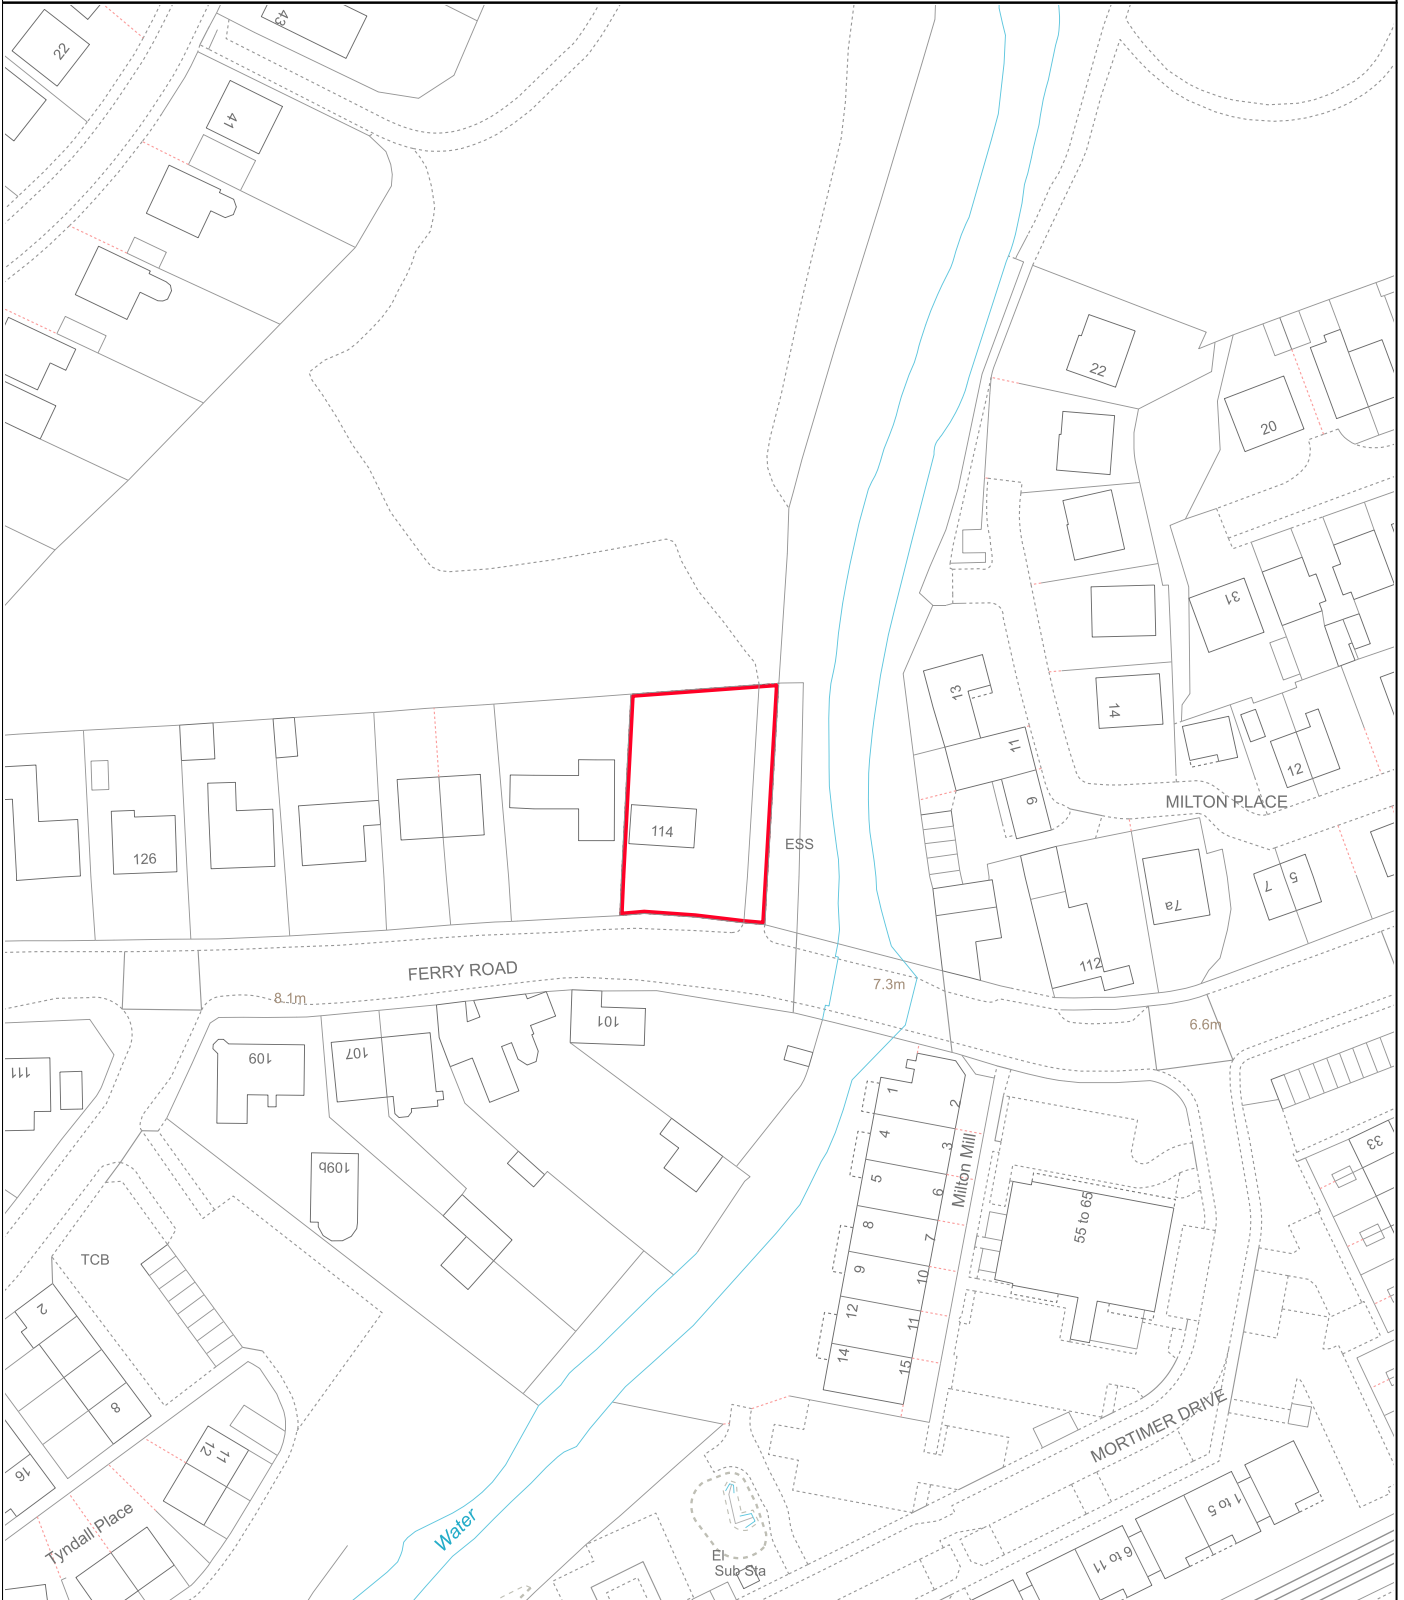 43
22
41
22
20
31
13
14
11
12
9
MILTON PLACE
114
ESS
126
5
7
7a
112
FERRY ROAD
7.3m
8.1m
6.6m
101
107
109
111
109b
1
2
4
3
5
6
8
7
9
10
12
11
14
15
Milton Mill
55 to 65
33
TCB
2
8
12
11
16
MORTIMER DRIVE
Tyndall Place
Water
El
Sub Sta
1 to 5
6 to 11